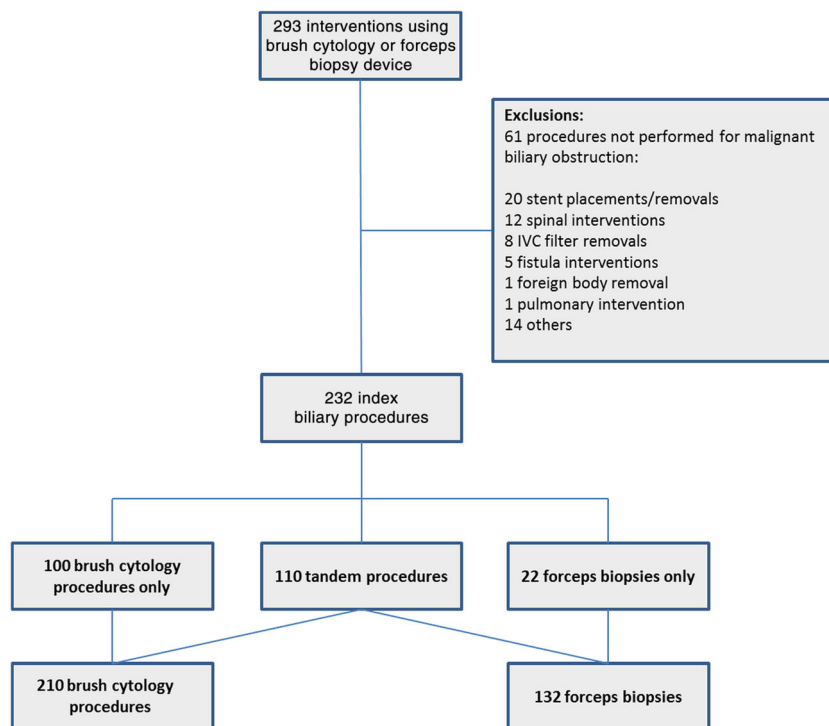 293 interventions using
brush cytology or forceps
biopsy device
Exclusions:
61 procedures not performed for malignant
biliary obstruction:
20 stent placements/removals
12 spinal interventions
8 IVC filter removals
5 fistula interventions
1 foreign body removal
1 pulmonary intervention
14 others
232 index
biliary procedures
100 brush cytology
procedures only
110 tandem procedures
22 forceps biopsies only
210 brush cytology
procedures
132 forceps biopsies